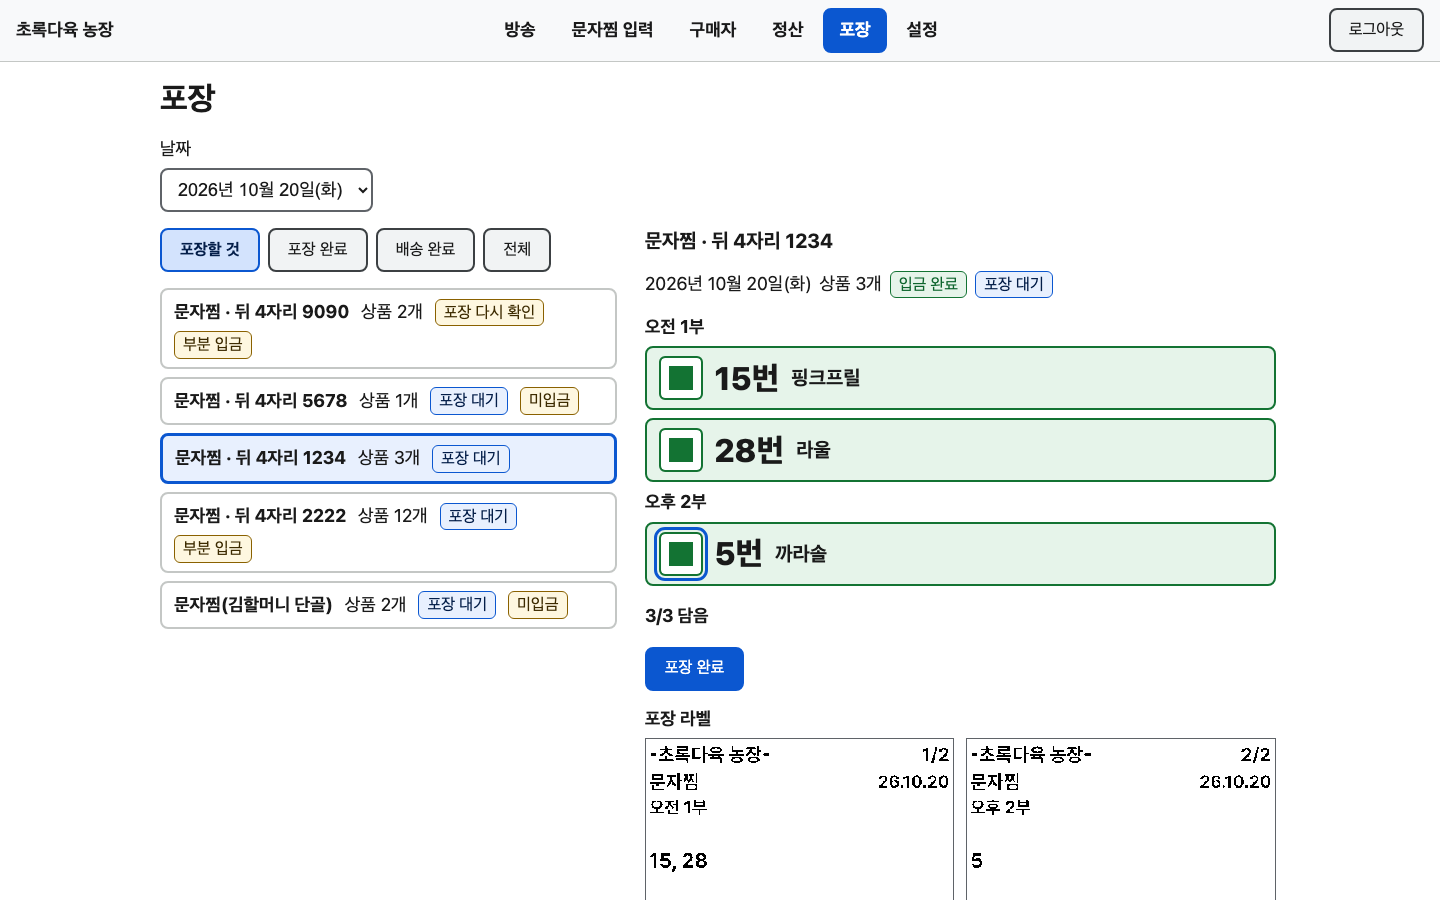 초록다육 농장
방송
문자찜 입력
구매자
정산
포장
설정
로그아웃
포장
날짜
2026년 10월 20일(화)
포장할 것
포장 완료
배송 완료
전체
문자찜 · 뒤 4자리 9090 상품 2개 포장 다시 확인
부분 입금
문자찜 · 뒤 4자리 5678 상품 1개 포장 대기 미입금
문자찜 · 뒤 4자리 1234 상품 3개 포장 대기
문자찜 · 뒤 4자리 2222 상품 12개 포장 대기
부분 입금
문자찜(김할머니 단골) 상품 2개 포장 대기 미입금
문자찜 · 뒤 4자리 1234
2026년 10월 20일(화) 상품 3개 입금 완료 포장 대기
오전 1부
15번 핑크프릴
28번 라울
오후 2부
5번 까라솔
3/3 담음
포장 완료
포장 라벨
-초록다육 농장- 1/2
문자찜 26.10.20
오전 1부
15, 28
-초록다육 농장- 2/2
문자찜 26.10.20
오후 2부
5